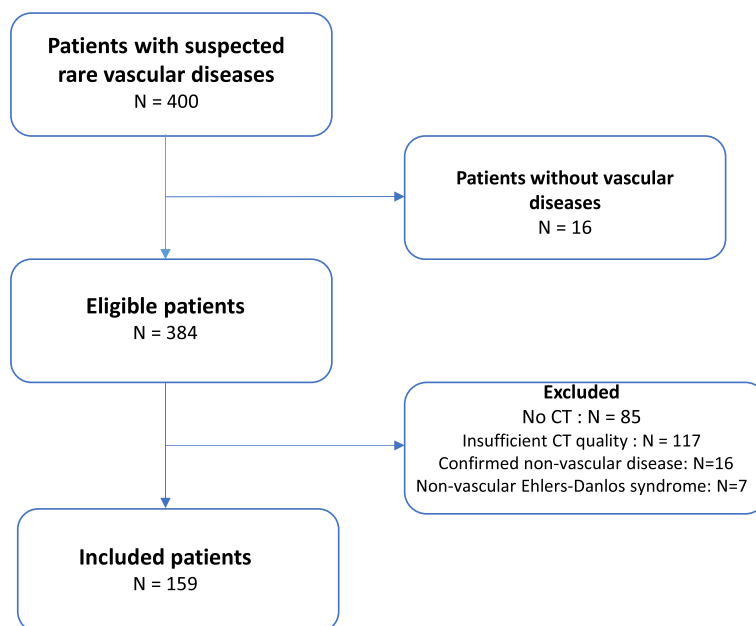 Patients with suspected
rare vascular diseases
N = 400
Patients without vascular
diseases
N = 16
Eligible patients
N = 384
Excluded
No CT : N = 85
Insufficient CT quality : N = 117
Confirmed non-vascular disease: N=16
Non-vascular Ehlers-Danlos syndrome: N=7
Included patients
N = 159